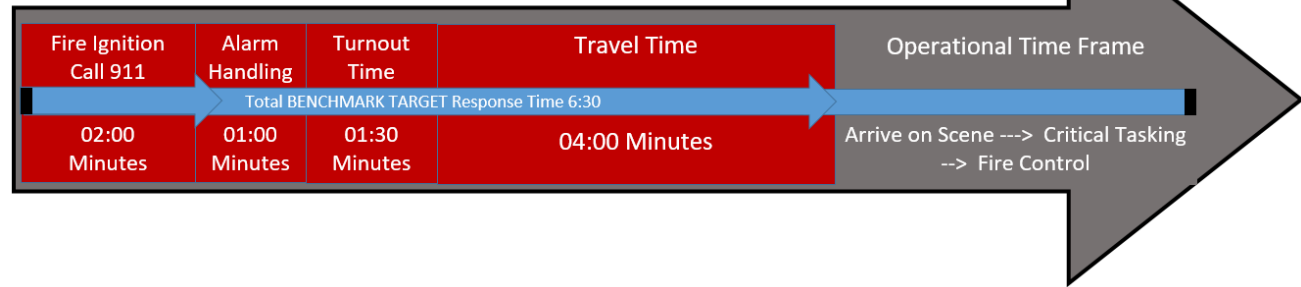 Fire Ignition
Call 911
Alarm
Handling
Turnout
Time
Travel Time
Operational Time Frame
Total BENCHMARK TARGET Response Time 6:30
02:00
Minutes
01:00
Minutes
01:30
Minutes
04:00 Minutes
Arrive on Scene ---> Critical Tasking
--> Fire Control